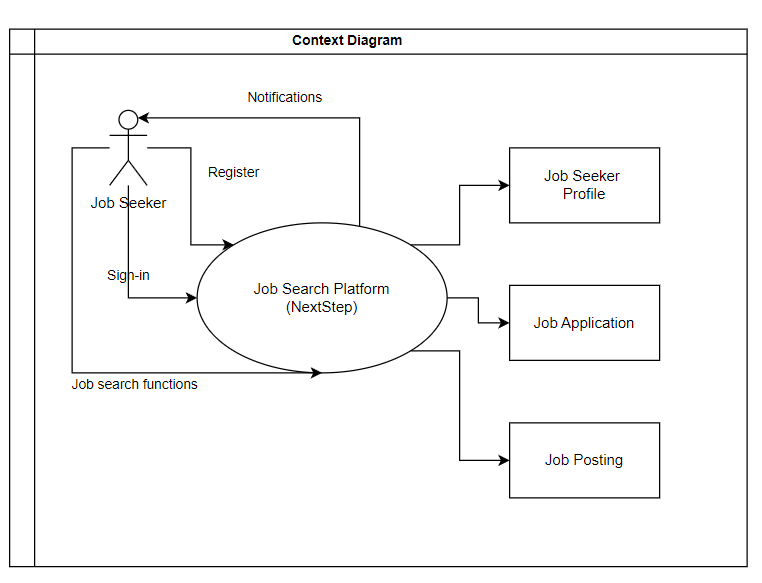 Context Diagram
Notifications
Register
Job Seeker
Sign-in
Job search functions
Job Search Platform
(NextStep)
Job Seeker
Profile
Job Application
Job Posting